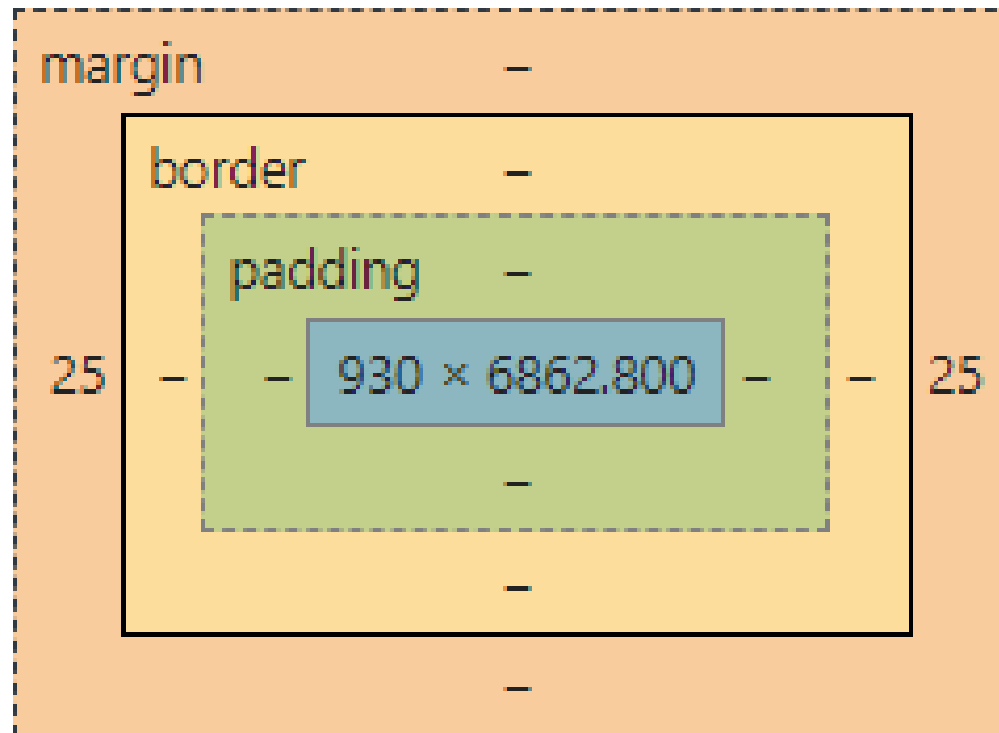 margin –
border –
padding –
25 – – 930 × 6862.800 – – 25
–
–
–